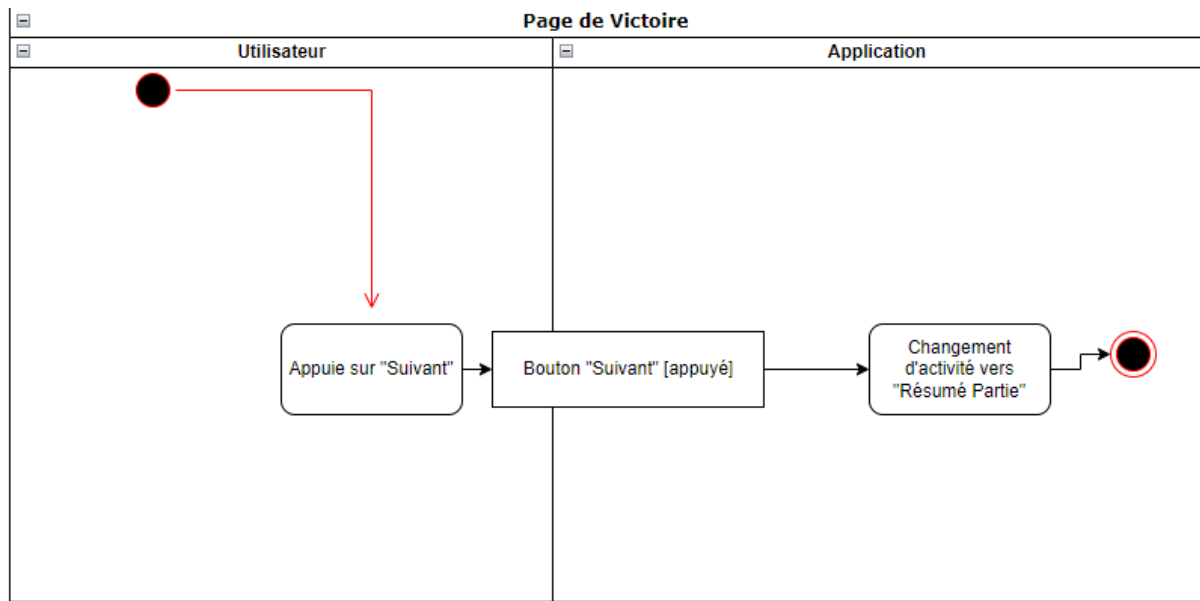 Page de Victoire
Utilisateur
Application
Appuie sur "Suivant"
Bouton "Suivant" [appuyé]
Changement
d'activité vers
"Résumé Partie"